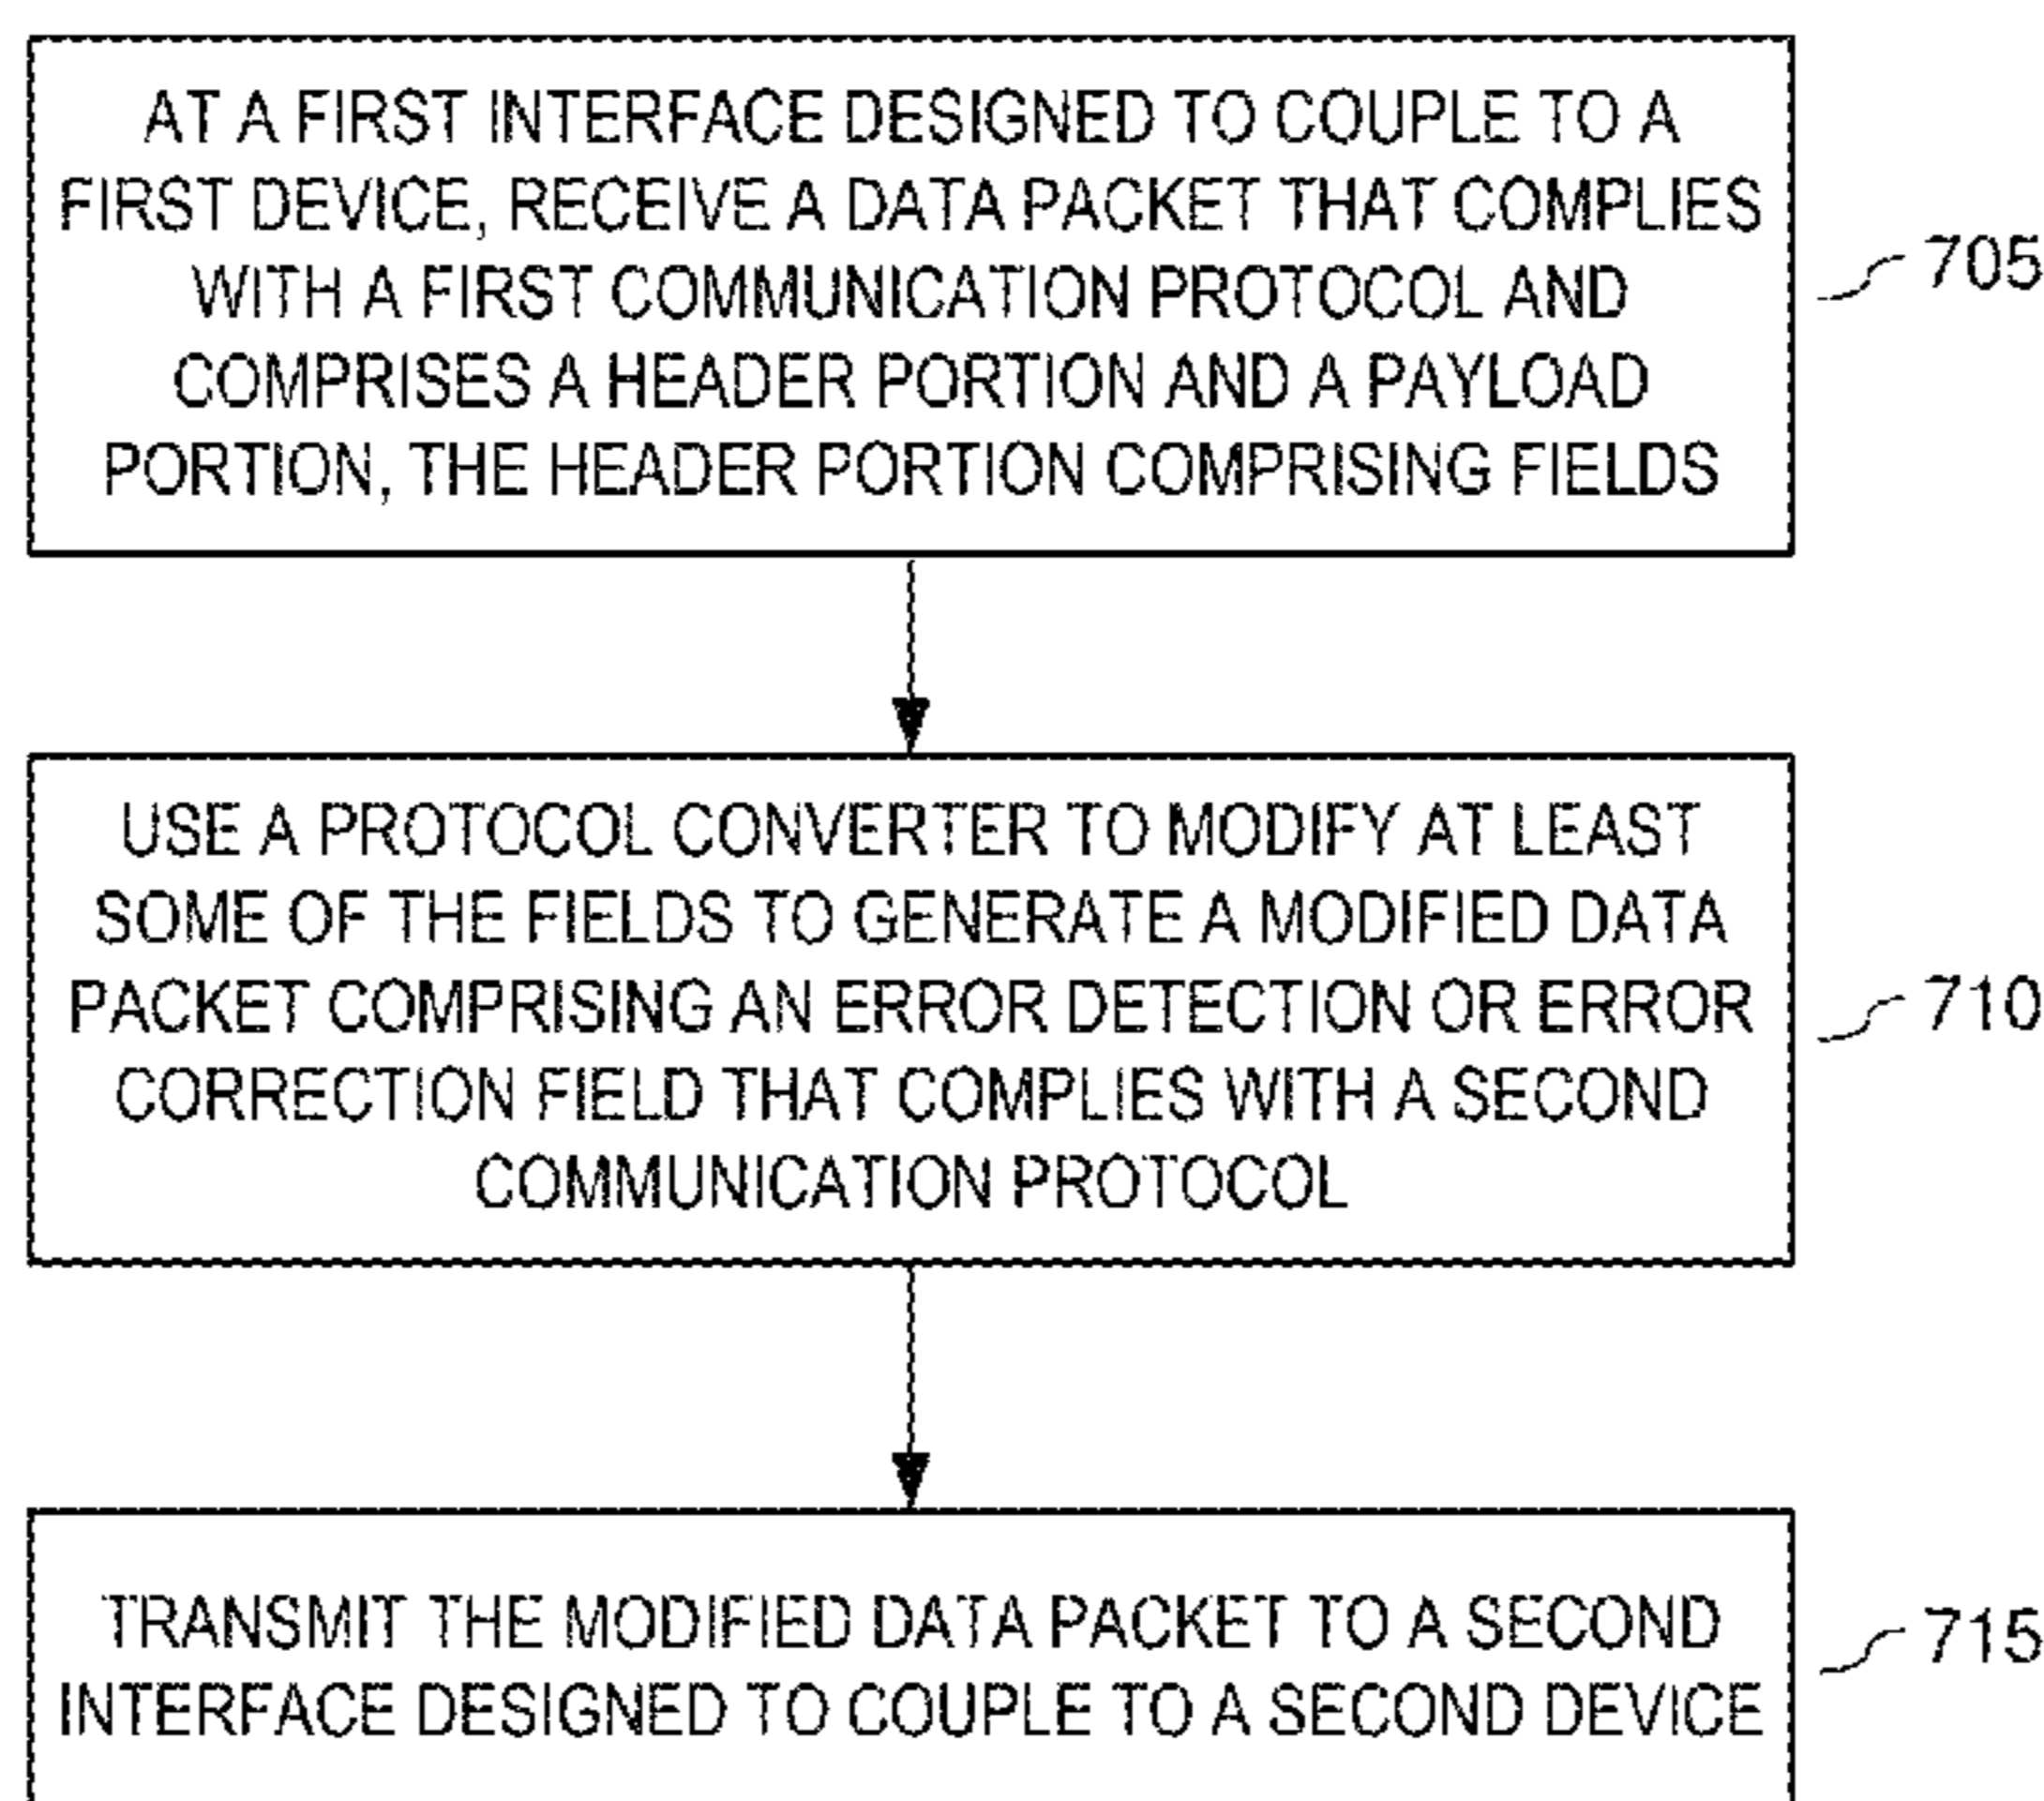 AT A FIRST INTERFACE DESIGNED TO COUPLE TO A
FIRST DEVICE, RECEIVE A DATA PACKET THAT COMPLIES
WITH A FIRST COMMUNICATION PROTOCOL AND
COMPRISES A HEADER PORTION AND A PAYLOAD
PORTION, THE HEADER PORTION COMPRISING FIELDS
705
USE A PROTOCOL CONVERTER TO MODIFY AT LEAST
SOME OF THE FIELDS TO GENERATE A MODIFIED DATA
PACKET COMPRISING AN ERROR DETECTION OR ERROR
CORRECTION FIELD THAT COMPLIES WITH A SECOND
COMMUNICATION PROTOCOL
710
TRANSMIT THE MODIFIED DATA PACKET TO A SECOND
INTERFACE DESIGNED TO COUPLE TO A SECOND DEVICE
715